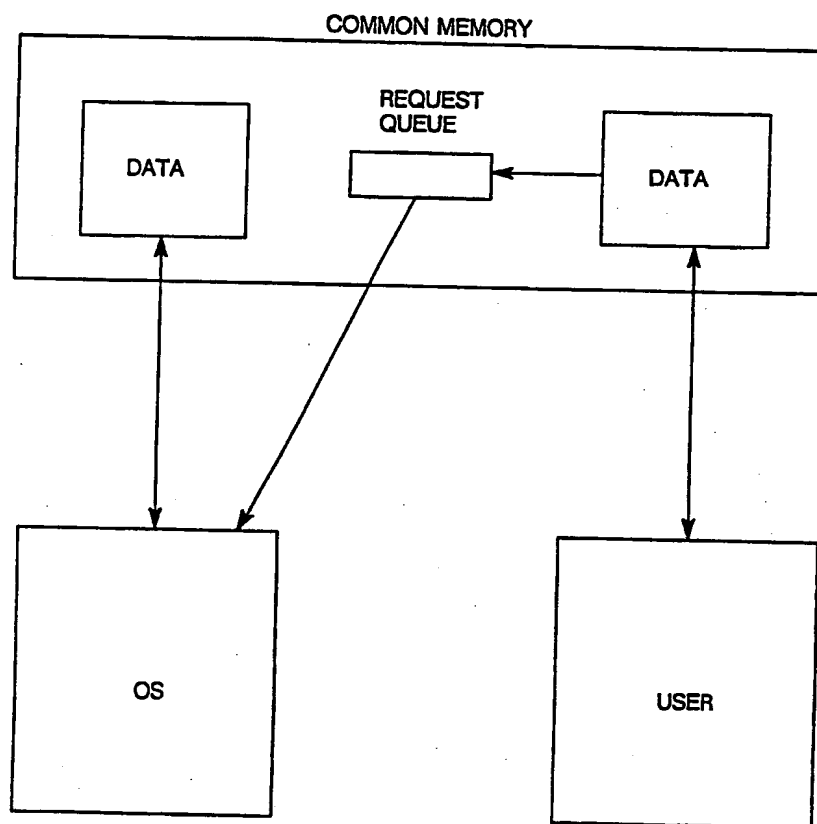 COMMON MEMORY
REQUEST
QUEUE
DATA
DATA
OS
USER